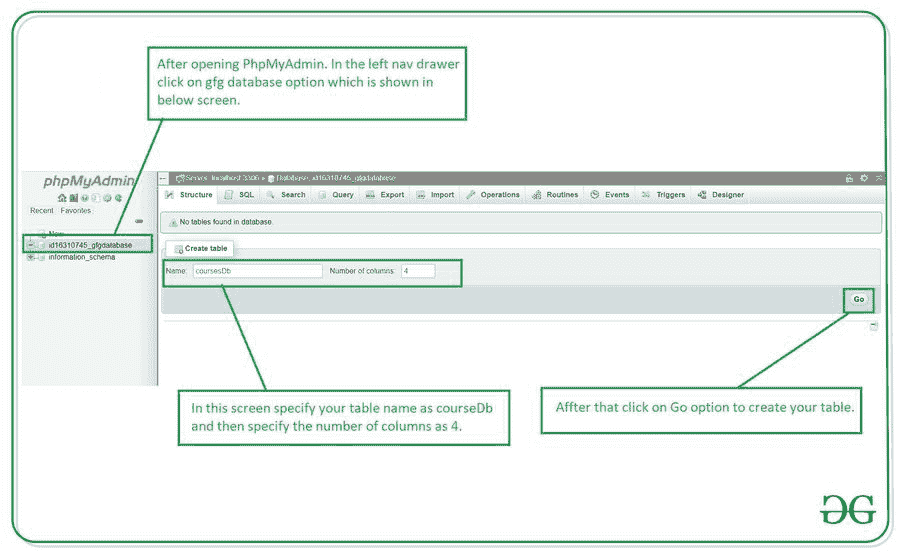 After opening PhpMyAdmin. In the left nav drawer
click on gfg database option which is shown in
below screen.
phpMyAdmin
Recent Favorites
New
id16310745_gfgdatabase
information_schema
Server: localhost:3306 » Database: id16310745_gfgdatabase
Structure SQL Search Query Export Import Operations Routines Events Triggers Designer
No tables found in database.
Create table
Name: coursesDb Number of columns: 4
Go
In this screen specify your table name as courseDb
and then specify the number of columns as 4.
Affter that click on Go option to create your table.